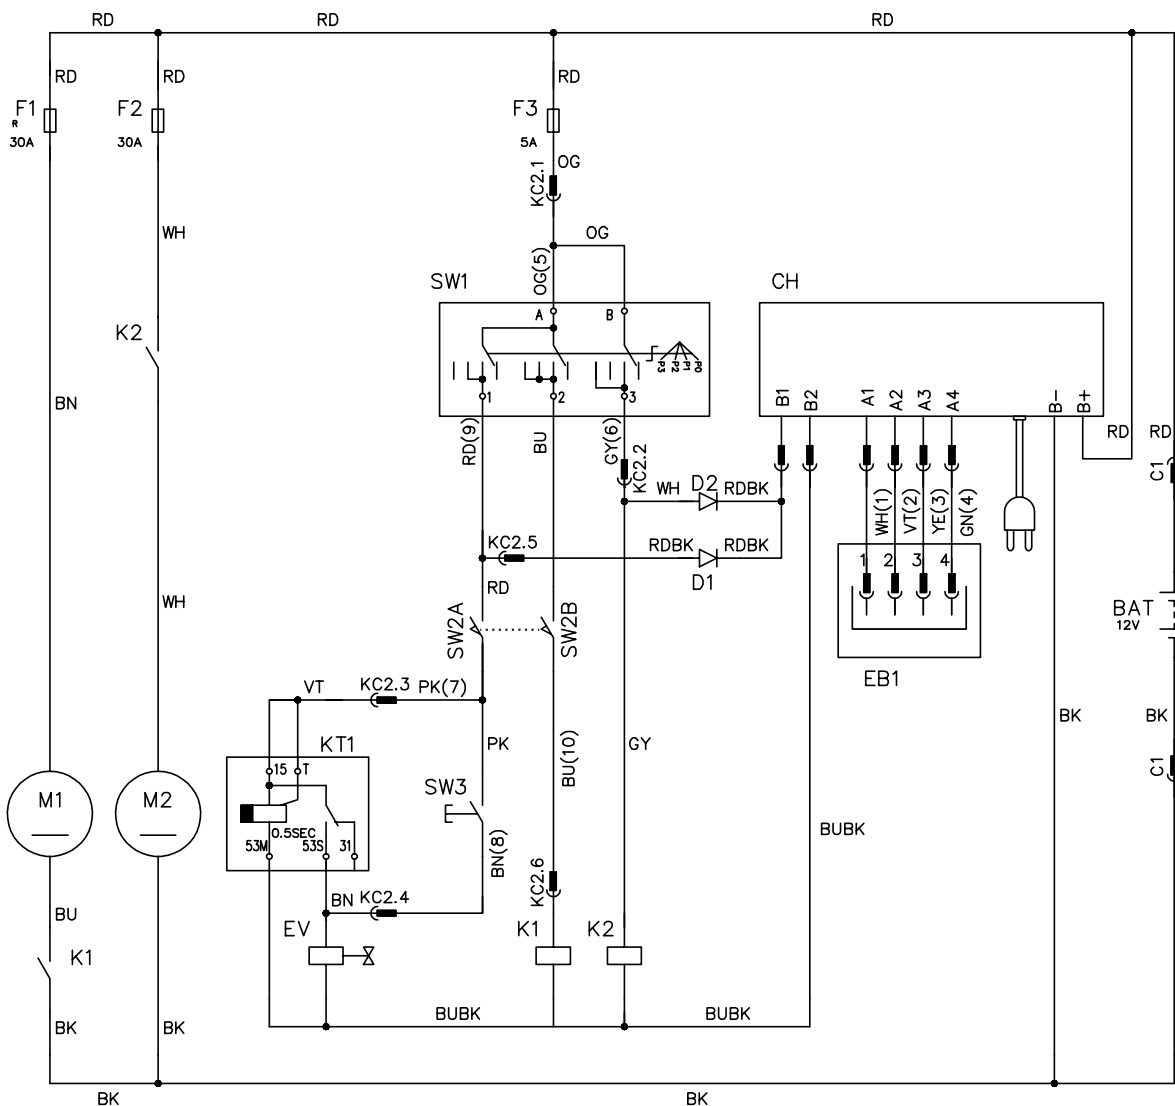 RD
RD
RD
RD
RD
RD
F1
R
30A
F2
30A
F3
5A
OG
KC2.1
WH
OG
OG(5)
SW1
CH
A
B
K2
P3
P2
P1
P0
BN
1
2
3
B1
B2
A1
A2
A3
A4
B-
B+
RD(9)
BU
GY(6)
KC2.2
RD
RD
C1
WH
D2
RDBK
WH(1)
VT(2)
YE(3)
GN(4)
KC2.5
RDBK
RDBK
D1
1
2
3
4
RD
WH
SW2A
SW2B
BAT
12V
EB1
VT
KC2.3
PK(7)
BK
BK
KT1
PK
BU(10)
GY
15
T
C1
M1
M2
SW3
0.5SEC
53M
53S
31
BN(8)
BUBK
BN
KC2.4
KC2.6
BU
EV
K1
K2
K1
BUBK
BUBK
BK
BK
BK
BK